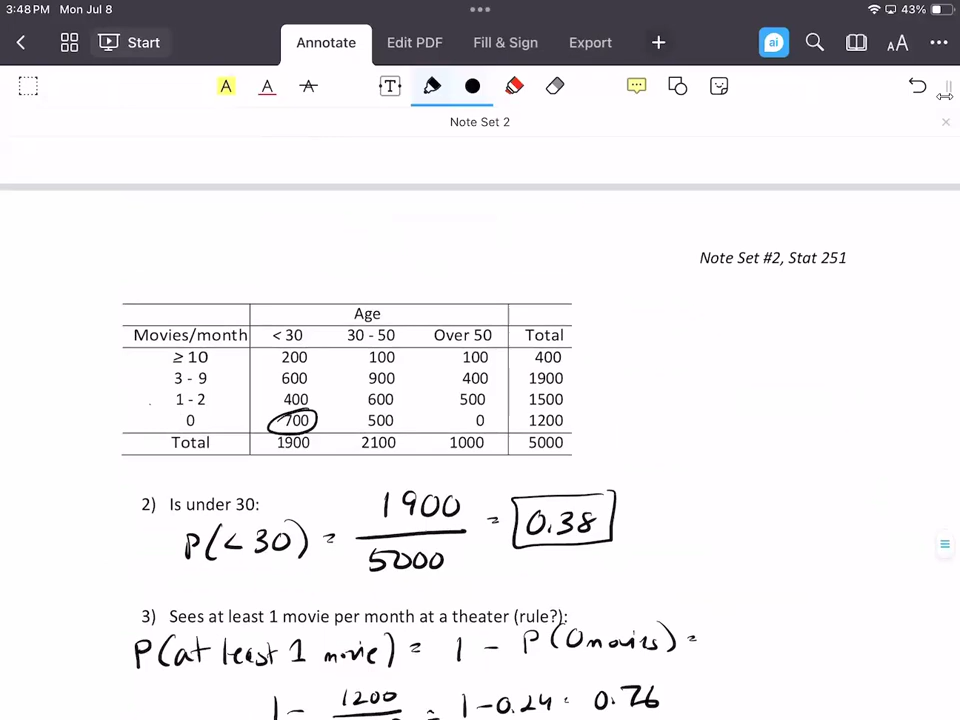 3:48 PM Mon Jul 8 43%
Start Annotate Edit PDF Fill & Sign Export + ai AA
A A A T
Note Set 2
Note Set #2, Stat 251
Age
Movies/month < 30 30 - 50 Over 50 Total
≥ 10 200 100 100 400
3 - 9 600 900 400 1900
1 - 2 400 600 500 1500
0 700 500 0 1200
Total 1900 2100 1000 5000
2) Is under 30:
P(< 30) = 1900 / 5000 = 0.38
3) Sees at least 1 movie per month at a theater (rule?):
P(at least 1 movie) = 1 - P(0 movies) =
1 - 1200 = 1 - 0.24 = 0.76